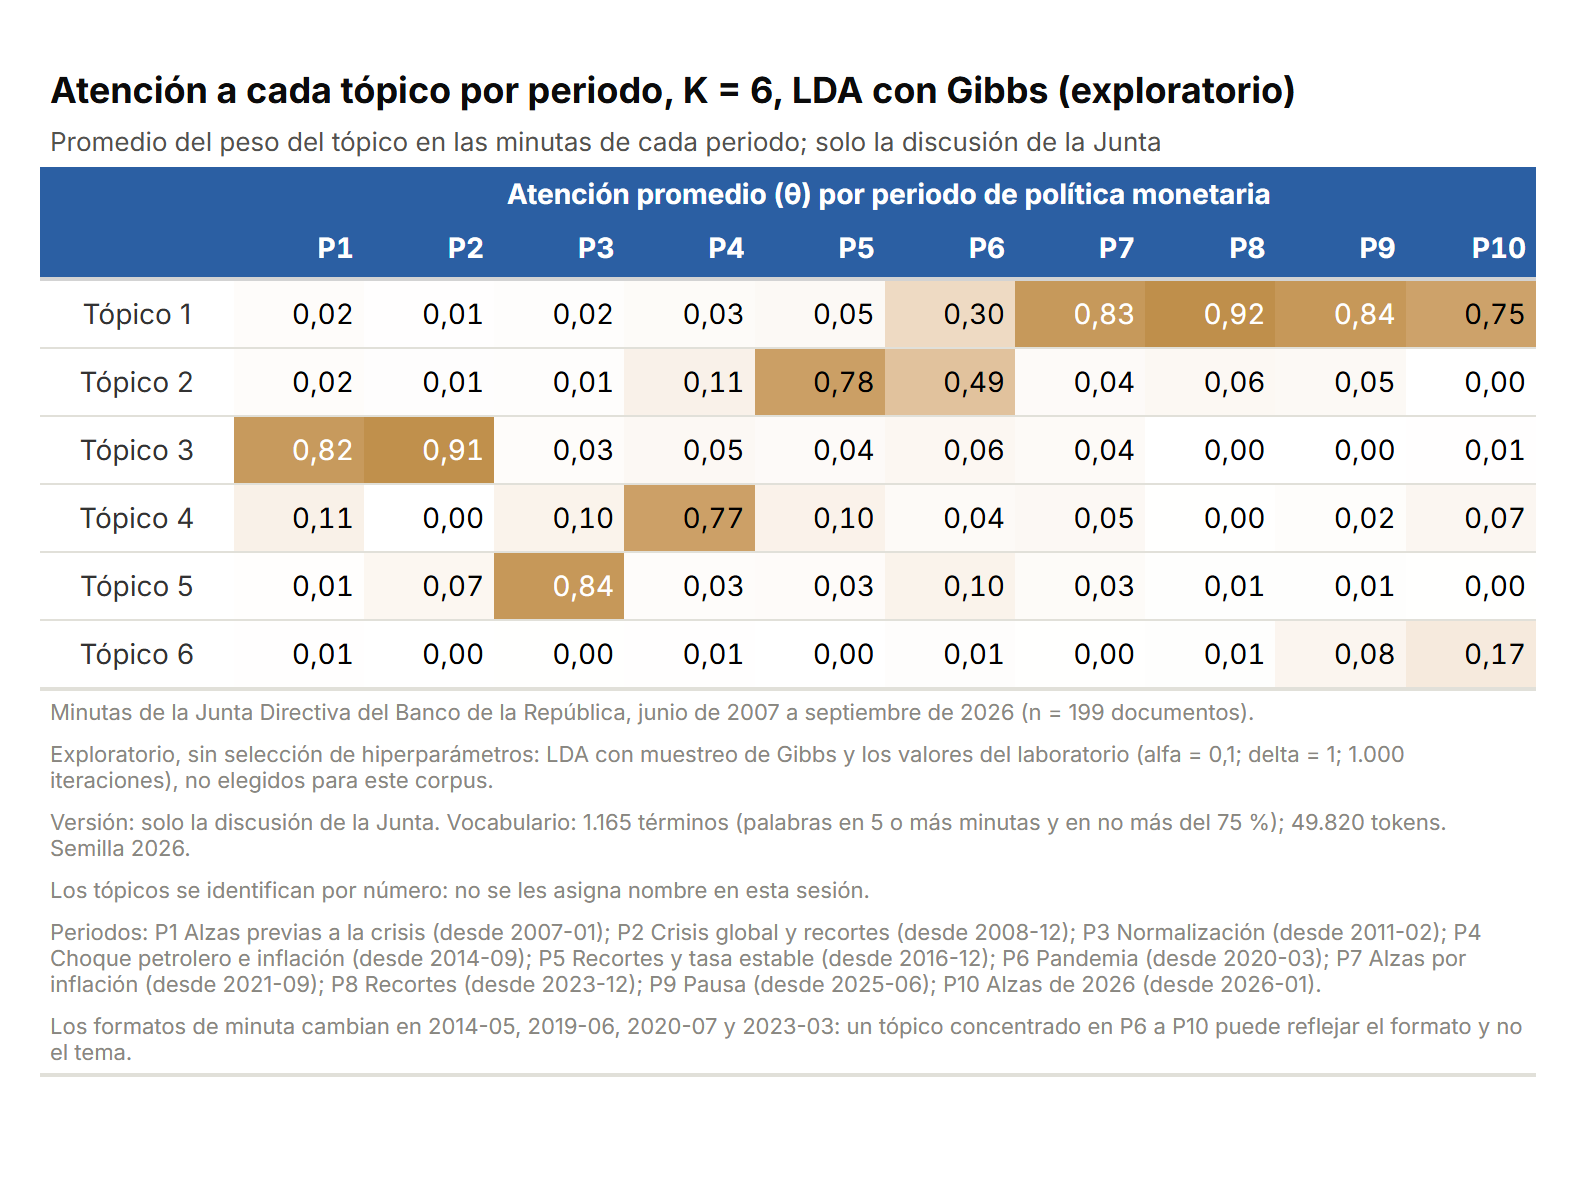 Atención a cada tópico por periodo, K = 6, LDA con Gibbs (exploratorio)
Promedio del peso del tópico en las minutas de cada periodo; solo la discusión de la Junta
Atención promedio (θ) por periodo de política monetaria
P1 P2 P3 P4 P5 P6 P7 P8 P9 P10
Tópico 1 0,02 0,01 0,02 0,03 0,05 0,30 0,83 0,92 0,84 0,75
Tópico 2 0,02 0,01 0,01 0,11 0,78 0,49 0,04 0,06 0,05 0,00
Tópico 3 0,82 0,91 0,03 0,05 0,04 0,06 0,04 0,00 0,00 0,01
Tópico 4 0,11 0,00 0,10 0,77 0,10 0,04 0,05 0,00 0,02 0,07
Tópico 5 0,01 0,07 0,84 0,03 0,03 0,10 0,03 0,01 0,01 0,00
Tópico 6 0,01 0,00 0,00 0,01 0,00 0,01 0,00 0,01 0,08 0,17
Minutas de la Junta Directiva del Banco de la República, junio de 2007 a septiembre de 2026 (n = 199 documentos).
Exploratorio, sin selección de hiperparámetros: LDA con muestreo de Gibbs y los valores del laboratorio (alfa = 0,1; delta = 1; 1.000
iteraciones), no elegidos para este corpus.
Versión: solo la discusión de la Junta. Vocabulario: 1.165 términos (palabras en 5 o más minutas y en no más del 75 %); 49.820 tokens.
Semilla 2026.
Los tópicos se identifican por número: no se les asigna nombre en esta sesión.
Periodos: P1 Alzas previas a la crisis (desde 2007-01); P2 Crisis global y recortes (desde 2008-12); P3 Normalización (desde 2011-02); P4
Choque petrolero e inflación (desde 2014-09); P5 Recortes y tasa estable (desde 2016-12); P6 Pandemia (desde 2020-03); P7 Alzas por
inflación (desde 2021-09); P8 Recortes (desde 2023-12); P9 Pausa (desde 2025-06); P10 Alzas de 2026 (desde 2026-01).
Los formatos de minuta cambian en 2014-05, 2019-06, 2020-07 y 2023-03: un tópico concentrado en P6 a P10 puede reflejar el formato y no
el tema.